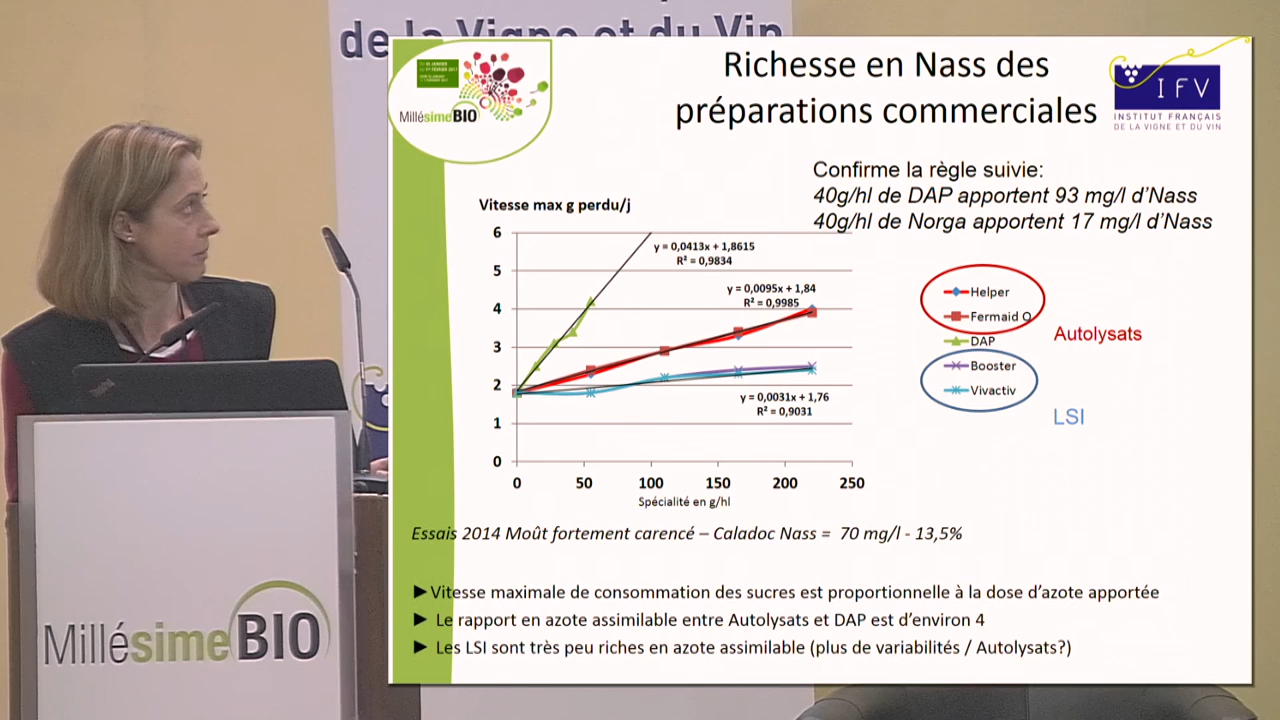 de la Vigne et du Vin
MillésimeBIO
Richesse en Nass des
préparations commerciales
IFV
INSTITUT FRANÇAIS
DE LA VIGNE ET DU VIN
Confirme la règle suivie:
40g/hl de DAP apportent 93 mg/l d’Nass
40g/hl de Norga apportent 17 mg/l d’Nass
Vitesse max g perdu/j
6
5
4
3
2
1
0
y = 0,0413x + 1,8615
R² = 0,9834
y = 0,0095x + 1,84
R² = 0,9985
y = 0,0031x + 1,76
R² = 0,9031
0 50 100 150 200 250
Spécialité en g/hl
Helper
Fermaid O
DAP
Booster
Vivactiv
Autolysats
LSI
Essais 2014 Moût fortement carencé – Caladoc Nass = 70 mg/l - 13,5%
►Vitesse maximale de consommation des sucres est proportionnelle à la dose d’azote apportée
► Le rapport en azote assimilable entre Autolysats et DAP est d’environ 4
► Les LSI sont très peu riches en azote assimilable (plus de variabilités / Autolysats?)
MillésimeBIO